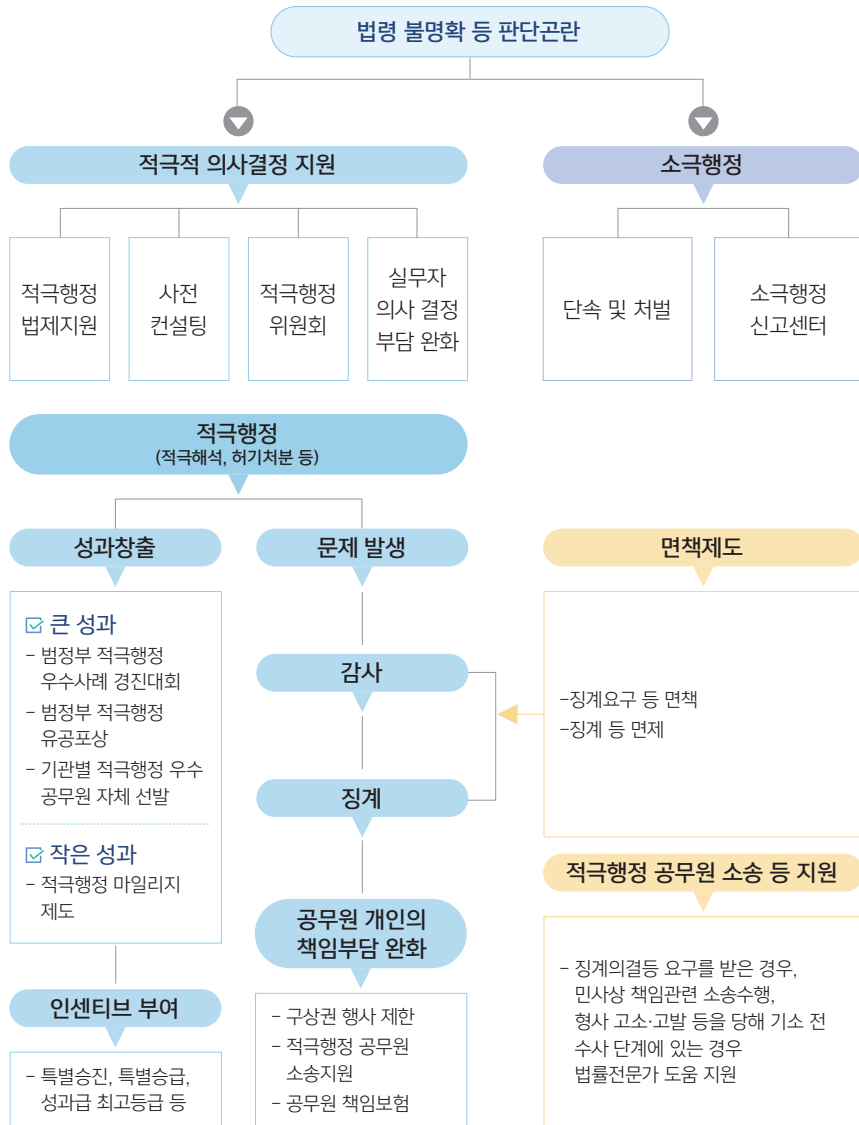 법령 불명확 등 판단곤란
적극적 의사결정 지원
소극행정
적극행정
법제지원
사전
컨설팅
적극행정
위원회
실무자
의사 결정
부담 완화
단속 및 처벌
소극행정
신고센터
적극행정
(적극해석, 허기처분 등)
성과창출
큰 성과
- 범정부 적극행정
우수사례 경진대회
- 범정부 적극행정
유공포상
- 기관별 적극행정 우수
공무원 자체 선발
작은 성과
- 적극행정 마일리지
제도
인센티브 부여
- 특별승진, 특별승급,
성과급 최고등급 등
문제 발생
감사
징계
공무원 개인의
책임부담 완화
- 구상권 행사 제한
- 적극행정 공무원
소송지원
- 공무원 책임보험
면책제도
-징계요구 등 면책
-징계 등 면제
적극행정 공무원 소송 등 지원
- 징계의결등 요구를 받은 경우,
민사상 책임관련 소송수행,
형사 고소·고발 등을 당해 기소 전
수사 단계에 있는 경우
법률전문가 도움 지원